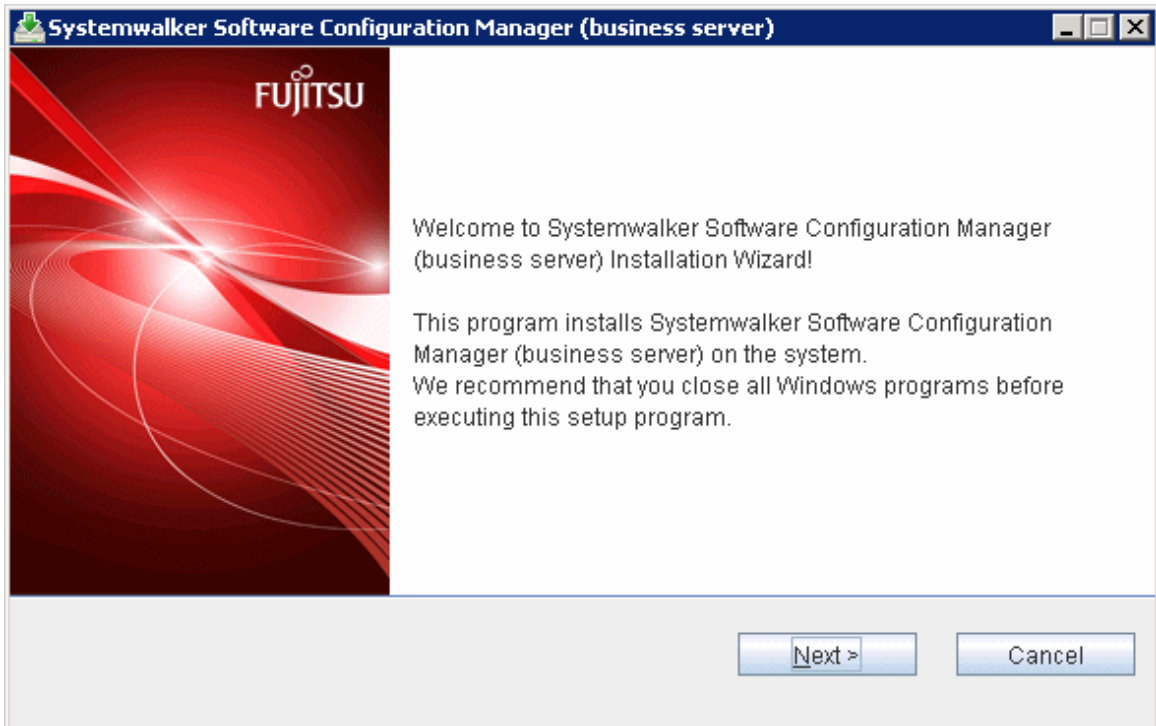 Systemwalker Software Configuration Manager (business server)
FUJITSU
Welcome to Systemwalker Software Configuration Manager
(business server) Installation Wizard!
This program installs Systemwalker Software Configuration
Manager (business server) on the system.
We recommend that you close all Windows programs before
executing this setup program.
Next >
Cancel